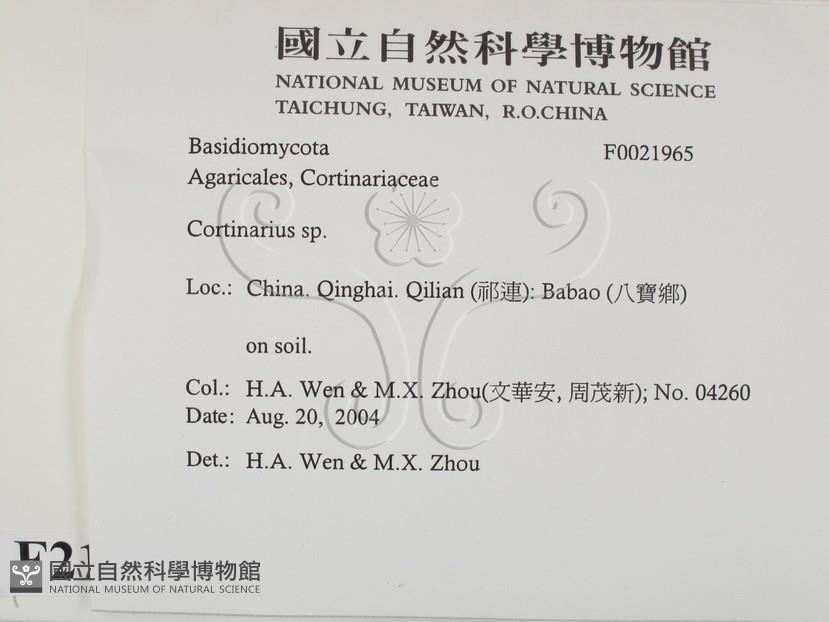 國立自然科學博物館
NATIONAL MUSEUM OF NATURAL SCIENCE
TAICHUNG, TAIWAN, R.O.CHINA
Basidiomycota F0021965
Agaricales, Cortinariaceae
Cortinarius sp.
Loc.: China. Qinghai. Qilian (祁連): Babao (八寶鄉)
on soil.
Col.: H.A. Wen & M.X. Zhou(文華安, 周茂新); No. 04260
Date: Aug. 20, 2004
Det.: H.A. Wen & M.X. Zhou
國立自然科學博物館
NATIONAL MUSEUM OF NATURAL SCIENCE